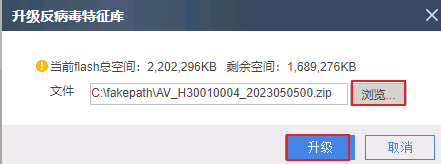 升级反病毒特征库
当前flash总空间：2,202,296KB 剩余空间：1,689,276KB
文件 C:\fakepath\AV_H30010004_2023050500.zip 浏览...
升级 取消